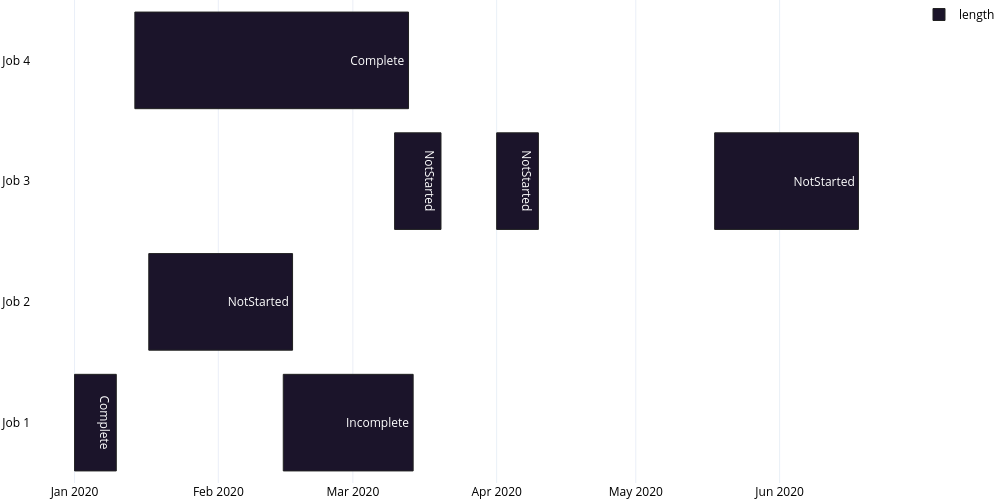 length
Job 4
Complete
Job 3
NotStarted
NotStarted
NotStarted
Job 2
NotStarted
Job 1
Complete
Incomplete
Jan 2020
Feb 2020
Mar 2020
Apr 2020
May 2020
Jun 2020